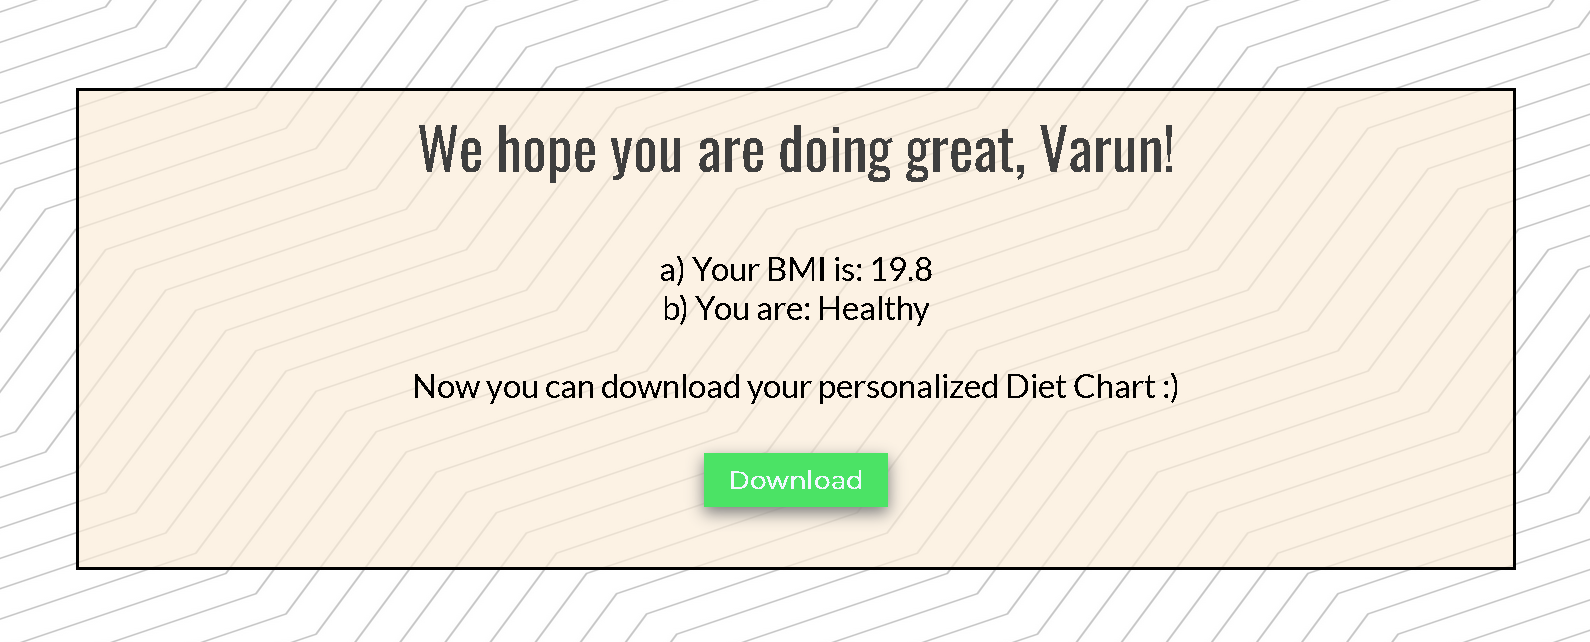 We hope you are doing great, Varun!
a) Your BMI is: 19.8
b) You are: Healthy
Now you can download your personalized Diet Chart :)
Download